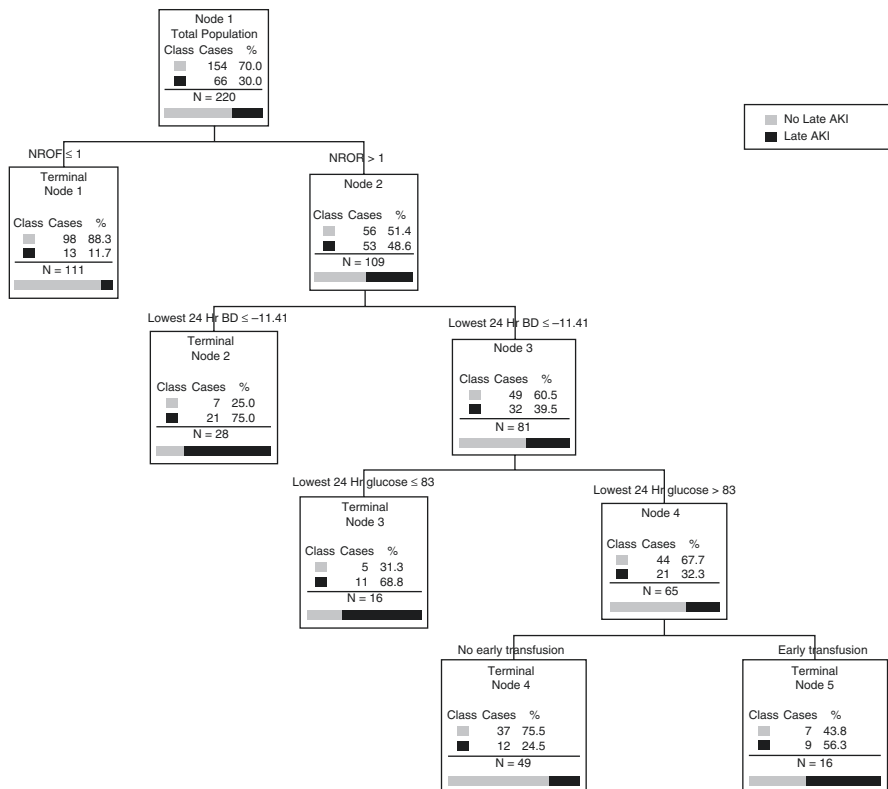 Node 1
Total Population
Class Cases %
154 70.0
66 30.0
N = 220
No Late AKI
Late AKI
NROF ≤ 1
NROR > 1
Terminal
Node 1
Class Cases %
98 88.3
13 11.7
N = 111
Node 2
Class Cases %
56 51.4
53 48.6
N = 109
Lowest 24 Hr BD ≤ –11.41
Lowest 24 Hr BD ≤ –11.41
Terminal
Node 2
Class Cases %
7 25.0
21 75.0
N = 28
Node 3
Class Cases %
49 60.5
32 39.5
N = 81
Lowest 24 Hr glucose ≤ 83
Lowest 24 Hr glucose > 83
Terminal
Node 3
Class Cases %
5 31.3
11 68.8
N = 16
Node 4
Class Cases %
44 67.7
21 32.3
N = 65
No early transfusion
Early transfusion
Terminal
Node 4
Class Cases %
37 75.5
12 24.5
N = 49
Terminal
Node 5
Class Cases %
7 43.8
9 56.3
N = 16